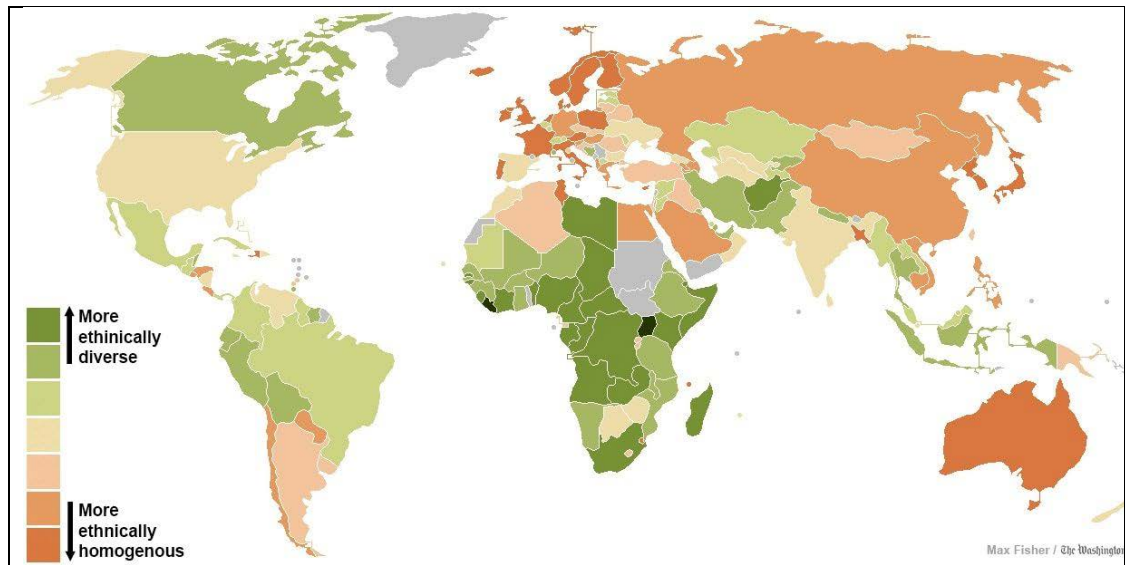 More
ethinically
diverse
More
ethnically
homogenous
Max Fisher / The Washington